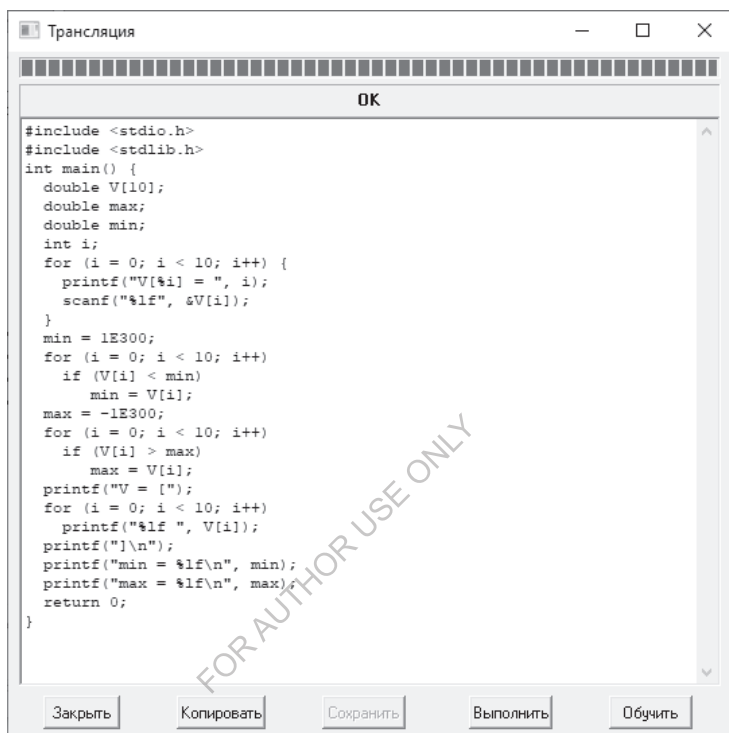 Трансляция
OK
#include <stdio.h>
#include <stdlib.h>
int main() {
  double V[10];
  double max;
  double min;
  int i;
  for (i = 0; i < 10; i++) {
    printf("V[%i] = ", i);
    scanf("%lf", &V[i]);
  }
  min = 1E300;
  for (i = 0; i < 10; i++)
    if (V[i] < min)
       min = V[i];
  max = -1E300;
  for (i = 0; i < 10; i++)
    if (V[i] > max)
       max = V[i];
  printf("V = [");
  for (i = 0; i < 10; i++)
    printf("%lf ", V[i]);
  printf("]\n");
  printf("min = %lf\n", min);
  printf("max = %lf\n", max);
  return 0;
}
FOR AUTHOR USE ONLY
Закрыть Копировать Сохранить Выполнить Обучить